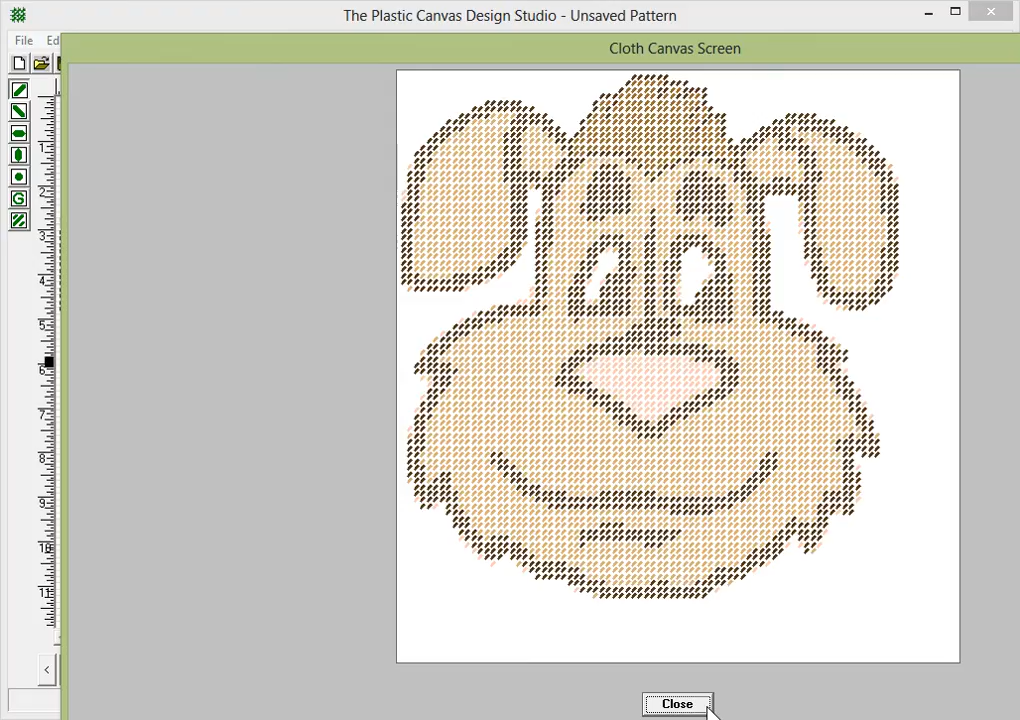 The Plastic Canvas Design Studio - Unsaved Pattern
File Ed
Cloth Canvas Screen
G
1
2
3
4
5
6
7
8
9
10
11
<
Close